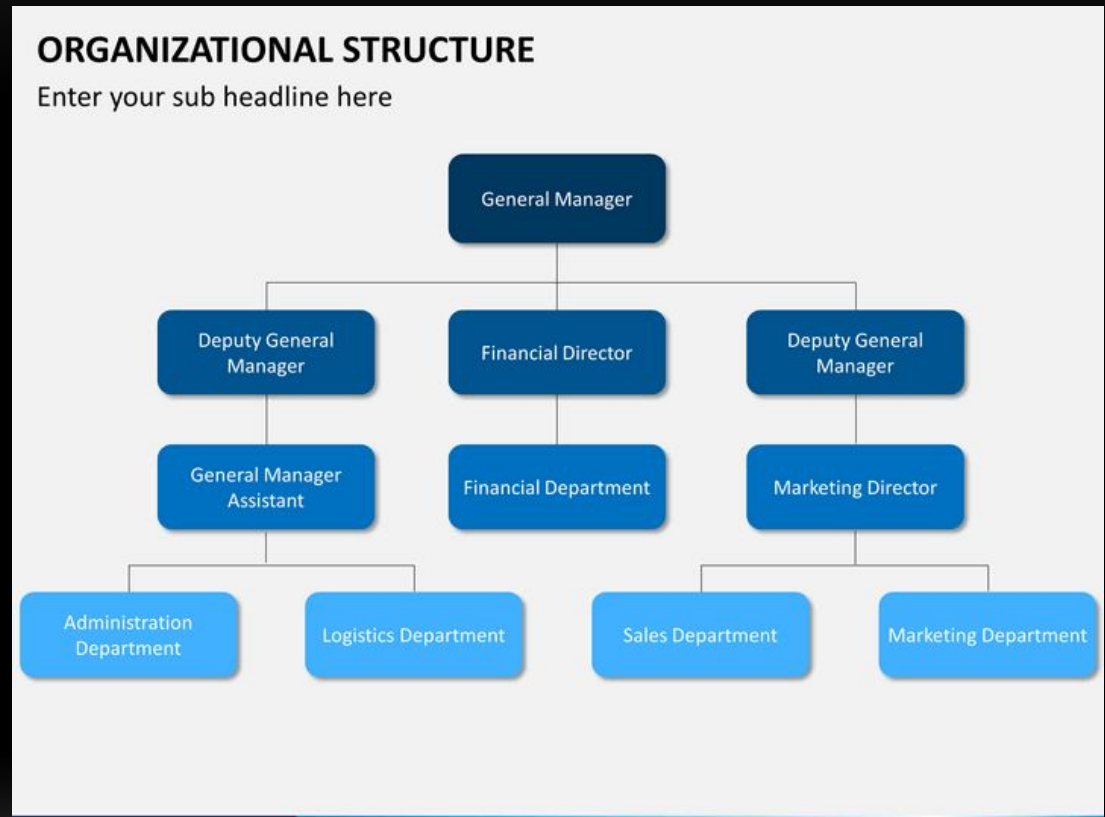 ORGANIZATIONAL STRUCTURE
Enter your sub headline here
General Manager
Deputy General
Manager
Financial Director
Deputy General
Manager
General Manager
Assistant
Financial Department
Marketing Director
Administration
Department
Logistics Department
Sales Department
Marketing Department